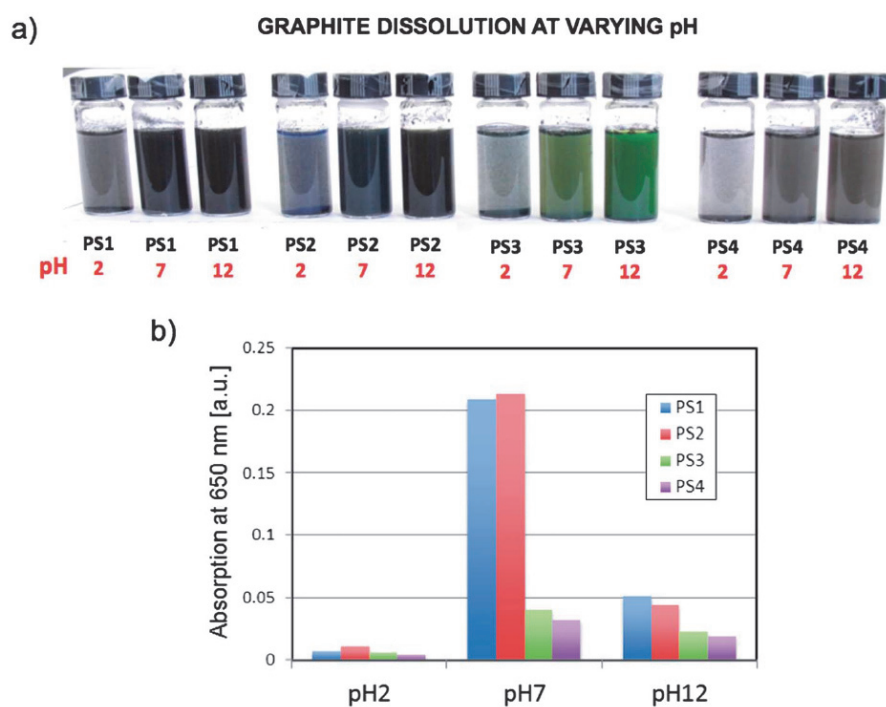 a)
GRAPHITE DISSOLUTION AT VARYING pH
PS1 PS1 PS1 PS2 PS2 PS2 PS3 PS3 PS3 PS4 PS4 PS4
pH 2 7 12 2 7 12 2 7 12 2 7 12
b)
Absorption at 650 nm [a.u.]
0.25
0.2
0.15
0.1
0.05
0
PS1
PS2
PS3
PS4
pH2 pH7 pH12